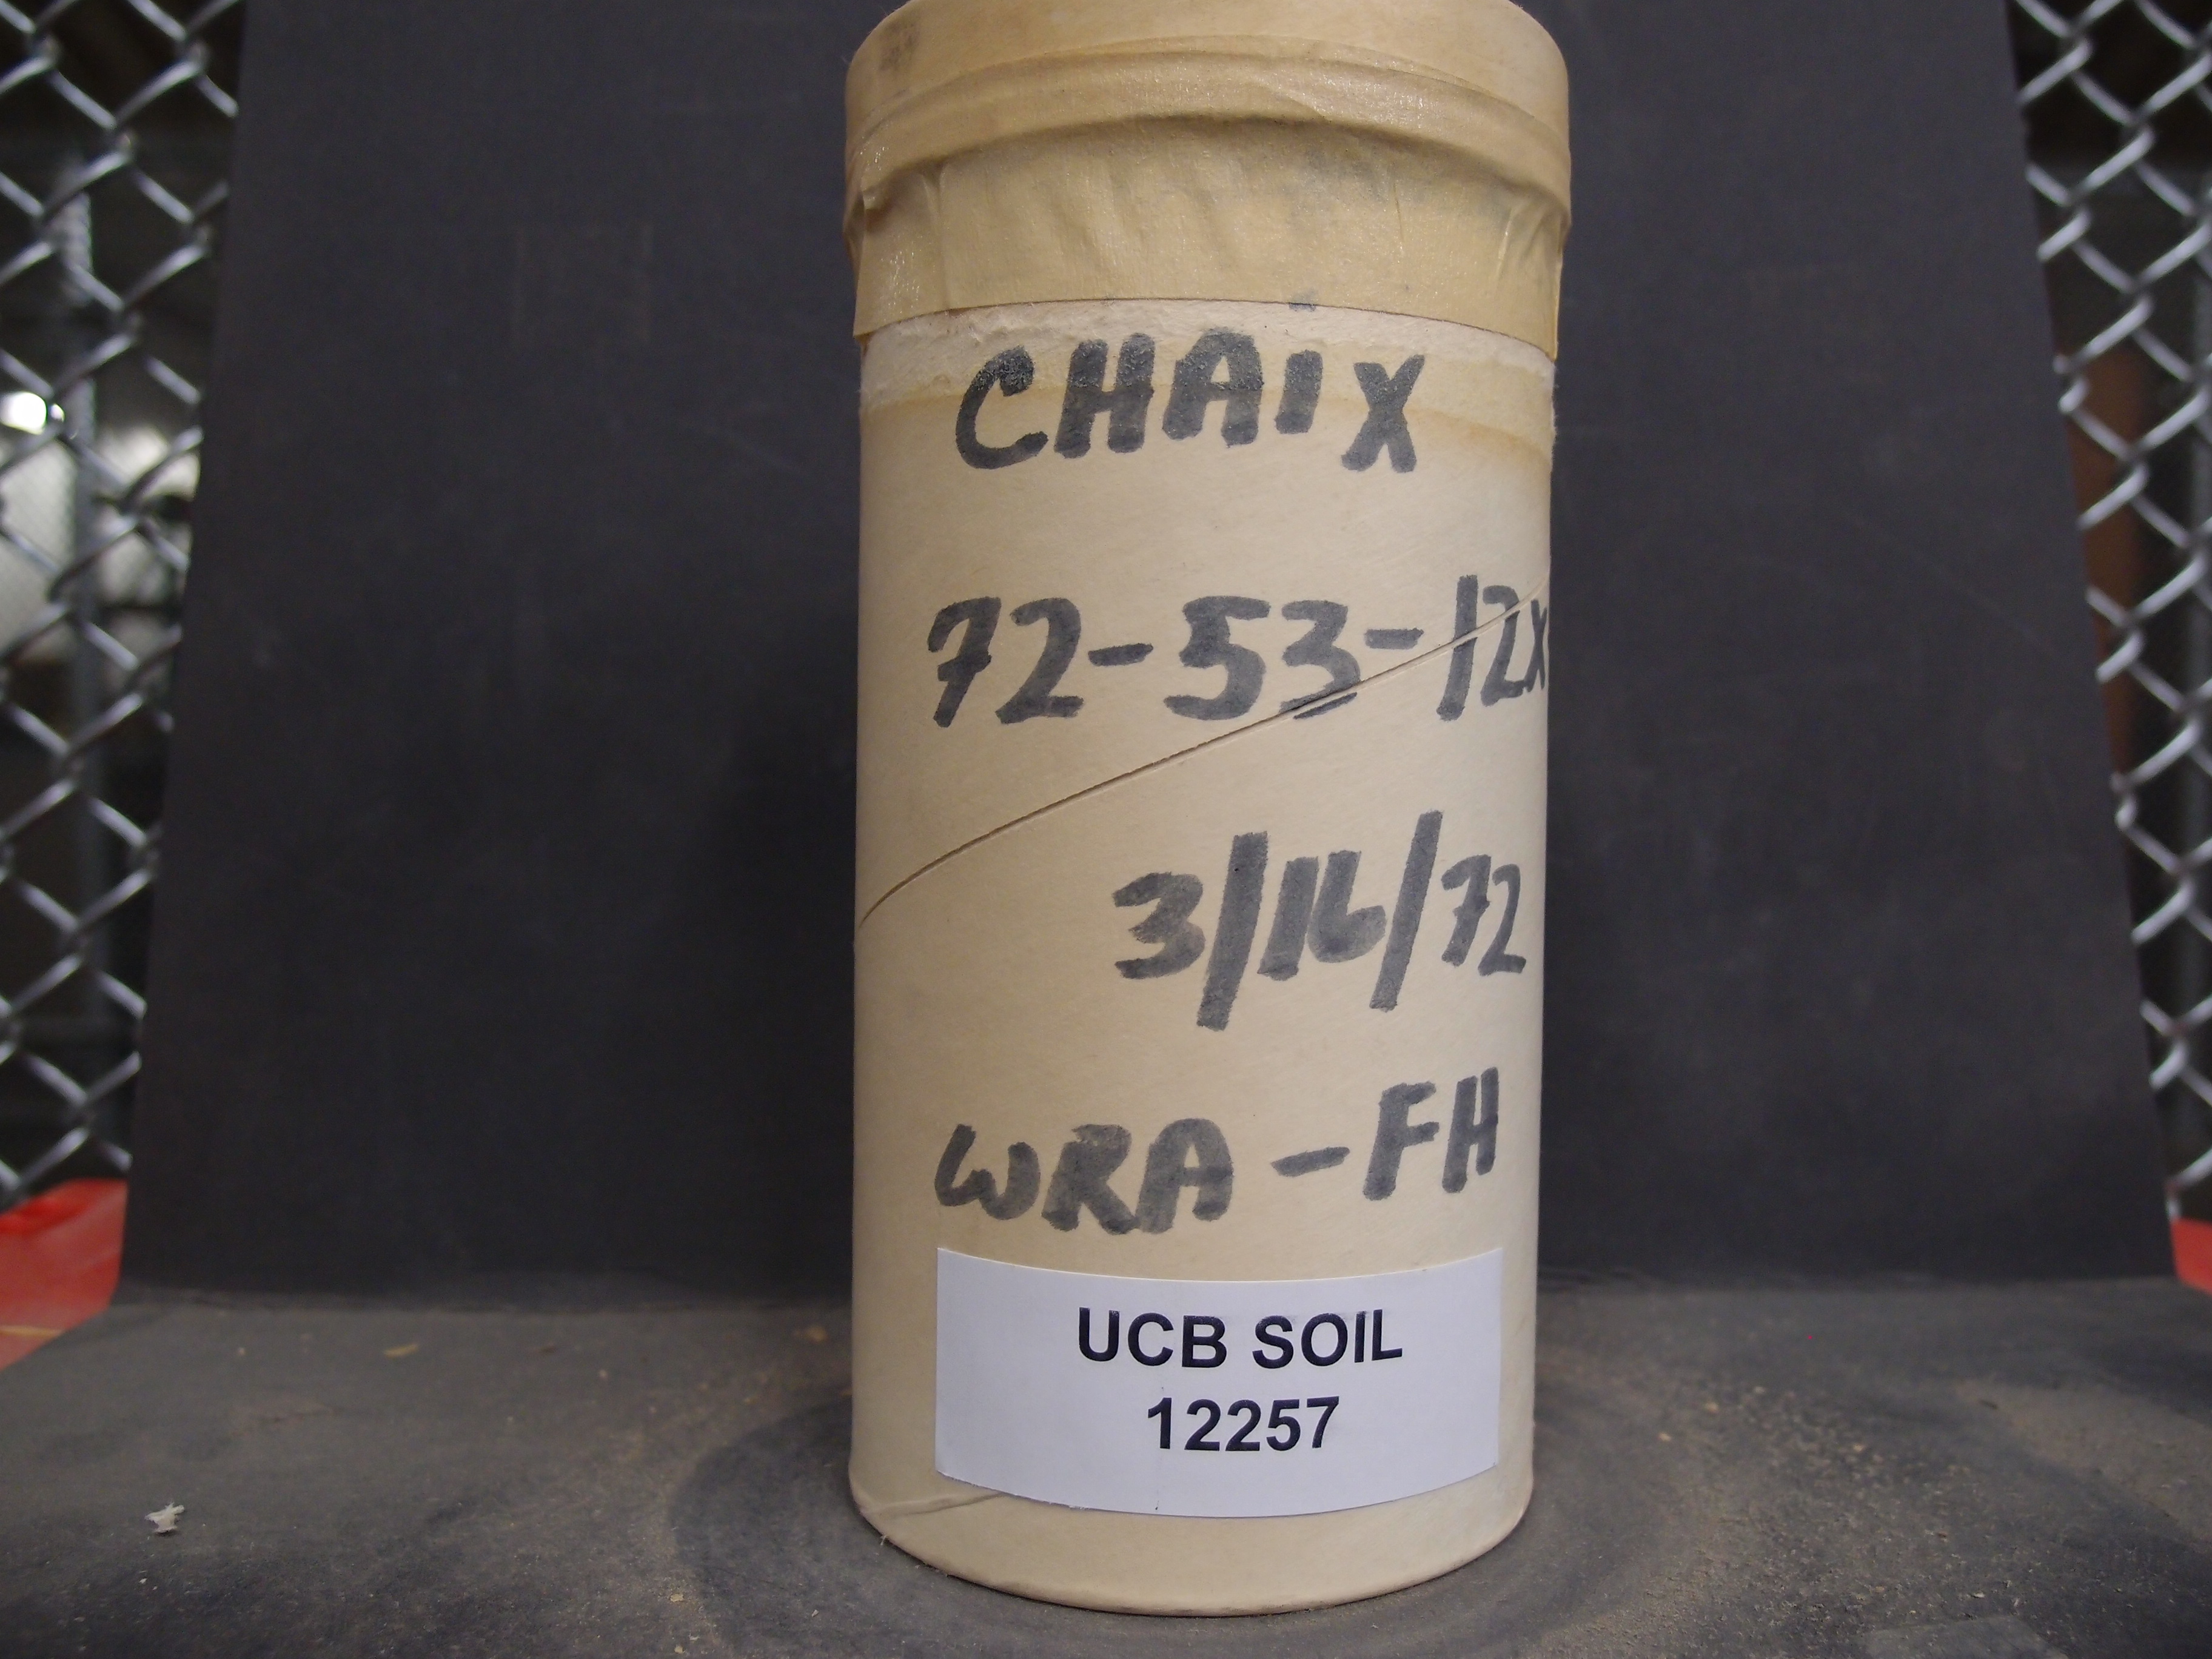 CHAIX
72-53-12x
3/16/72
WRA-FH
UCB SOIL
12257